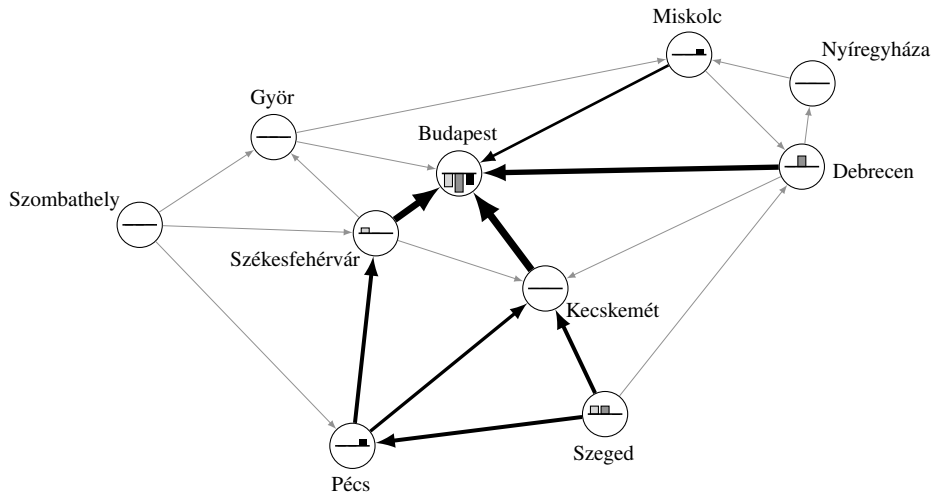 Miskolc
Nyíregyháza
Györ
Budapest
Debrecen
Szombathely
Székesfehérvár
Kecskemét
Szeged
Pécs